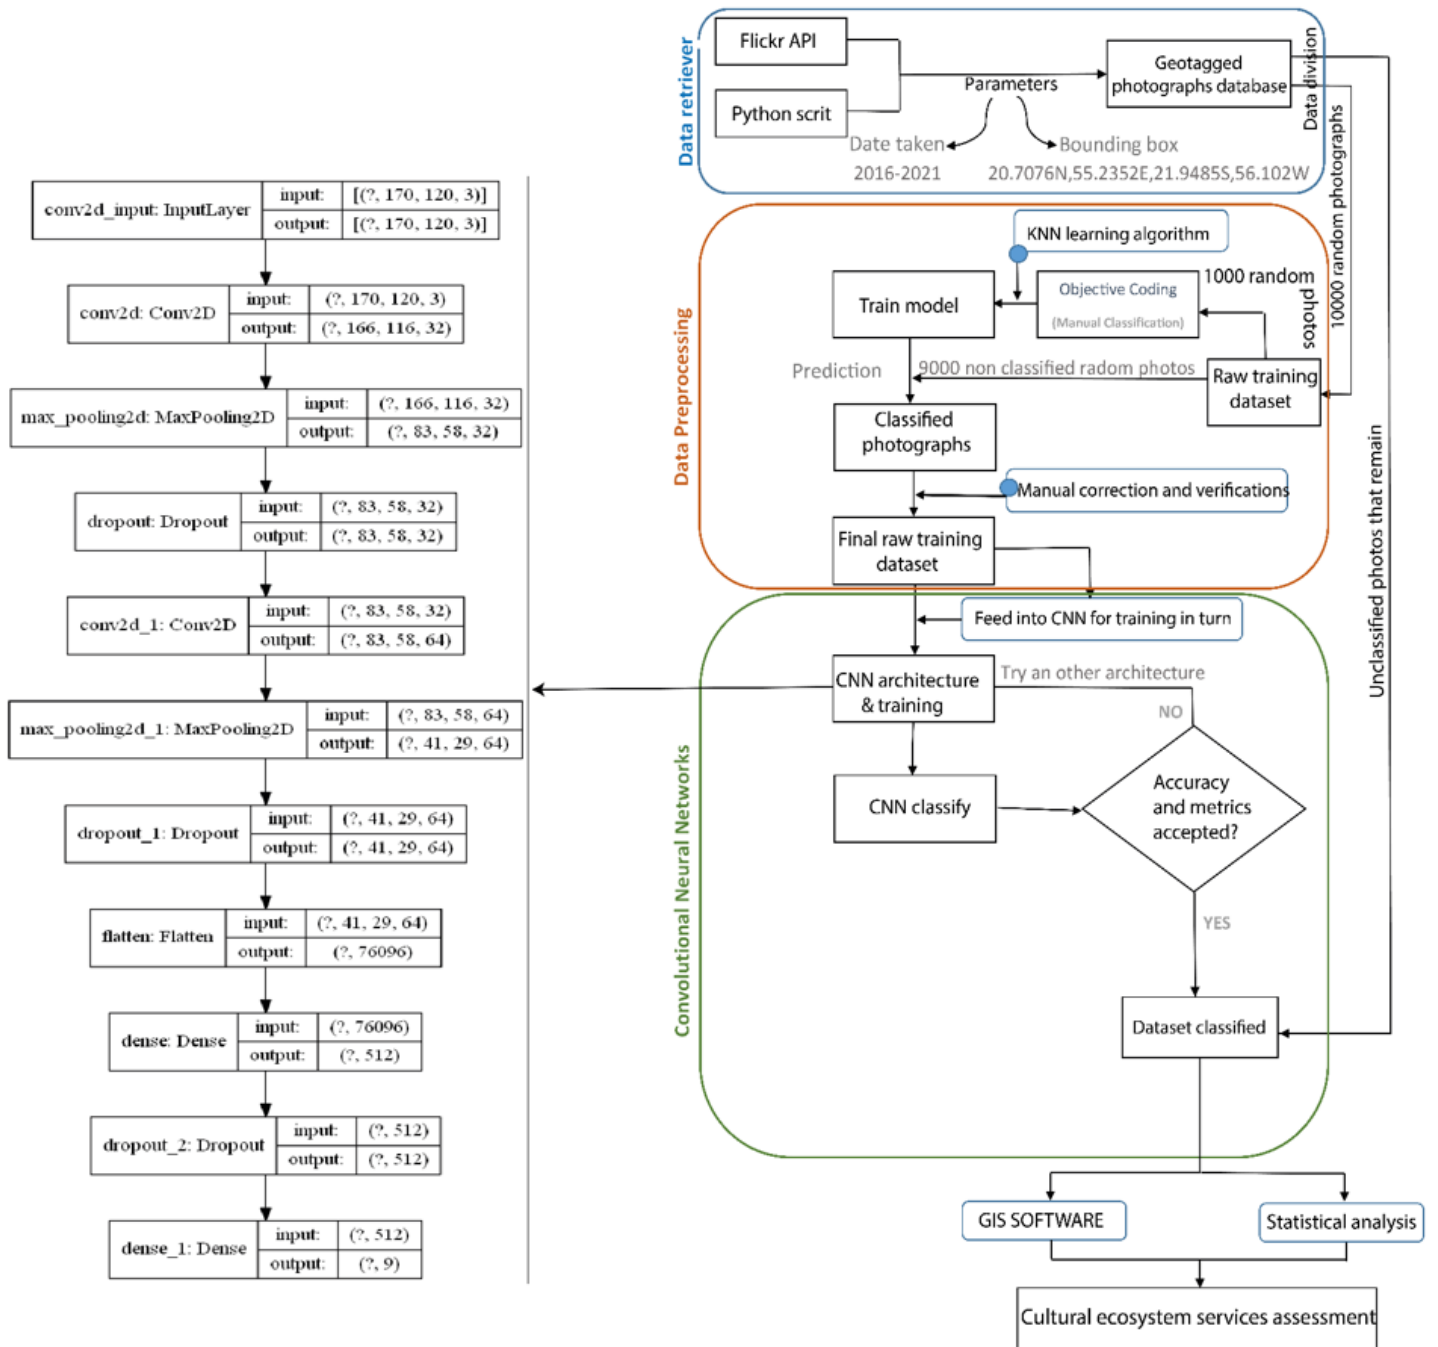 conv2d_input: InputLayer
input: [(?, 170, 120, 3)]
output: [(?, 170, 120, 3)]
conv2d: Conv2D
input: (?, 170, 120, 3)
output: (?, 166, 116, 32)
max_pooling2d: MaxPooling2D
input: (?, 166, 116, 32)
output: (?, 83, 58, 32)
dropout: Dropout
input: (?, 83, 58, 32)
output: (?, 83, 58, 32)
conv2d_1: Conv2D
input: (?, 83, 58, 32)
output: (?, 83, 58, 64)
max_pooling2d_1: MaxPooling2D
input: (?, 83, 58, 64)
output: (?, 41, 29, 64)
dropout_1: Dropout
input: (?, 41, 29, 64)
output: (?, 41, 29, 64)
flatten: Flatten
input: (?, 41, 29, 64)
output: (?, 76096)
dense: Dense
input: (?, 76096)
output: (?, 512)
dropout_2: Dropout
input: (?, 512)
output: (?, 512)
dense_1: Dense
input: (?, 512)
output: (?, 9)
Data retriever
Flickr API
Python scrit
Parameters
Date taken
2016-2021
Bounding box
20.7076N,55.2352E,21.9485S,56.102W
Geotagged
photographs database
Data division
10000 random photographs
Unclassified photos that remain
Data Preprocessing
KNN learning algorithm
Train model
Objective Coding
(Manual Classification)
1000 random
photos
Raw training
dataset
Prediction
9000 non classified radom photos
Classified
photographs
Manual correction and verifications
Final raw training
dataset
Convolutional Neural Networks
Feed into CNN for training in turn
CNN architecture
& training
Try an other architecture
NO
CNN classify
Accuracy
and metrics
accepted?
YES
Dataset classified
GIS SOFTWARE
Statistical analysis
Cultural ecosystem services assessment